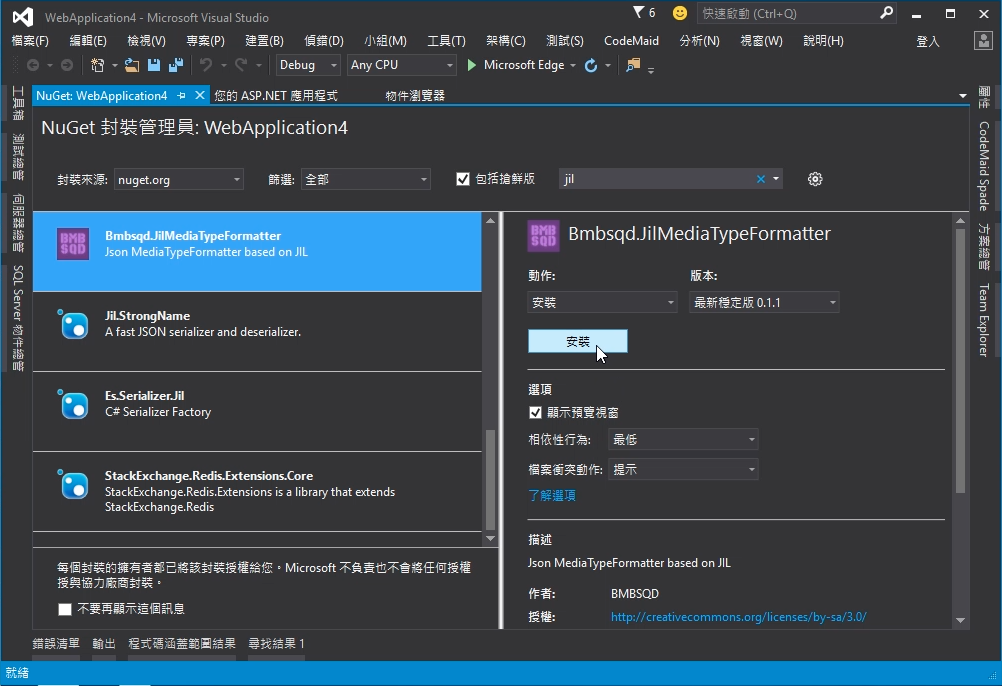 WebApplication4 - Microsoft Visual Studio
6
快速啟動 (Ctrl+Q)
檔案(F) 編輯(E) 檢視(V) 專案(P) 建置(B) 偵錯(D) 小組(M) 工具(T) 架構(C) 測試(S) CodeMaid 分析(N) 視窗(W) 說明(H) 登入
Debug Any CPU Microsoft Edge
NuGet: WebApplication4 您的 ASP.NET 應用程式 物件瀏覽器
工具箱
測試總管
伺服器總管
SQL Server 物件總管
屬性
CodeMaid Spade
方案總管
Team Explorer
NuGet 封裝管理員: WebApplication4
封裝來源: nuget.org 篩選: 全部 包括搶鮮版 jil
BMB
SQD
Bmbsqd.JilMediaTypeFormatter
Json MediaTypeFormatter based on JIL
Jil.StrongName
A fast JSON serializer and deserializer.
Es.Serializer.Jil
C# Serializer Factory
StackExchange.Redis.Extensions.Core
StackExchange.Redis.Extensions is a library that extends
StackExchange.Redis
每個封裝的擁有者都已將該封裝授權給您。Microsoft 不負責也不會將任何授權
授與協力廠商封裝。
不要再顯示這個訊息
BMB
SQD
Bmbsqd.JilMediaTypeFormatter
動作: 版本:
安裝 最新穩定版 0.1.1
安裝
選項
顯示預覽視窗
相依性行為: 最低
檔案衝突動作: 提示
了解選項
描述
Json MediaTypeFormatter based on JIL
作者: BMBSQD
授權: http://creativecommons.org/licenses/by-sa/3.0/
錯誤清單 輸出 程式碼涵蓋範圍結果 尋找結果 1
就緒